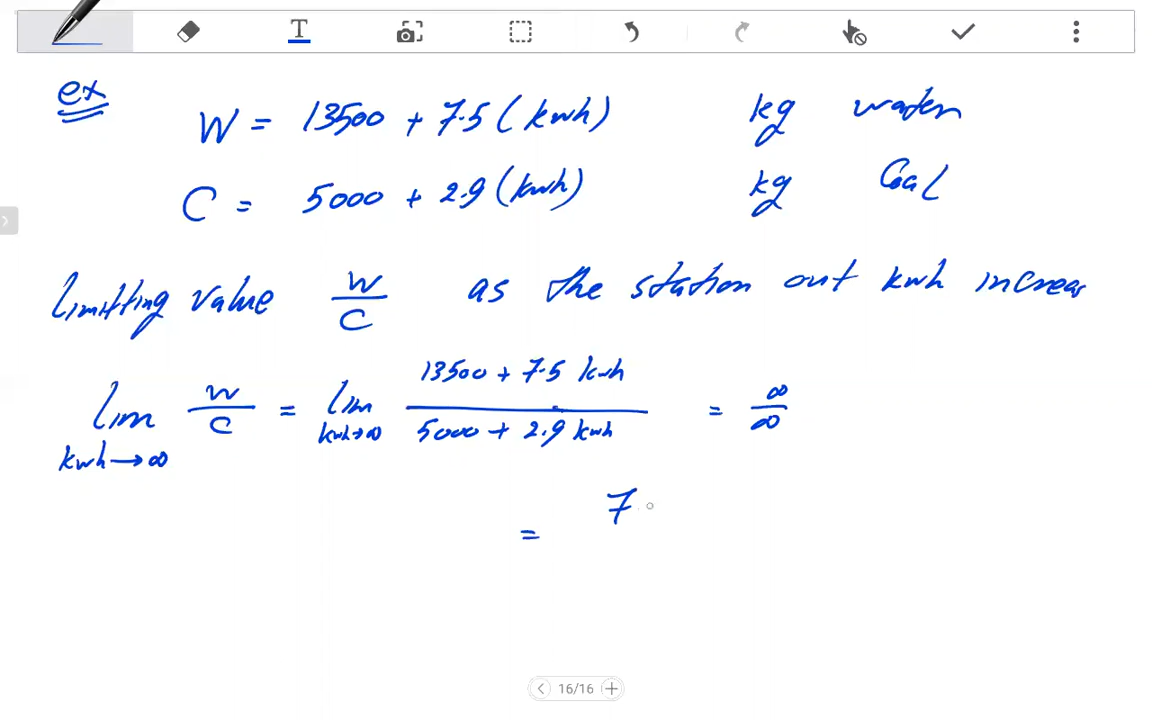 T
ex
W = 13500 + 7.5 (kwh) kg water
C = 5000 + 2.9 (kwh) kg Coal
Limitting value W/C as the station out kwh increas
lim kwh→∞ W/C = lim kwh→∞ 13500 + 7.5 kwh / 5000 + 2.9 kwh = ∞/∞
= 7
16/16